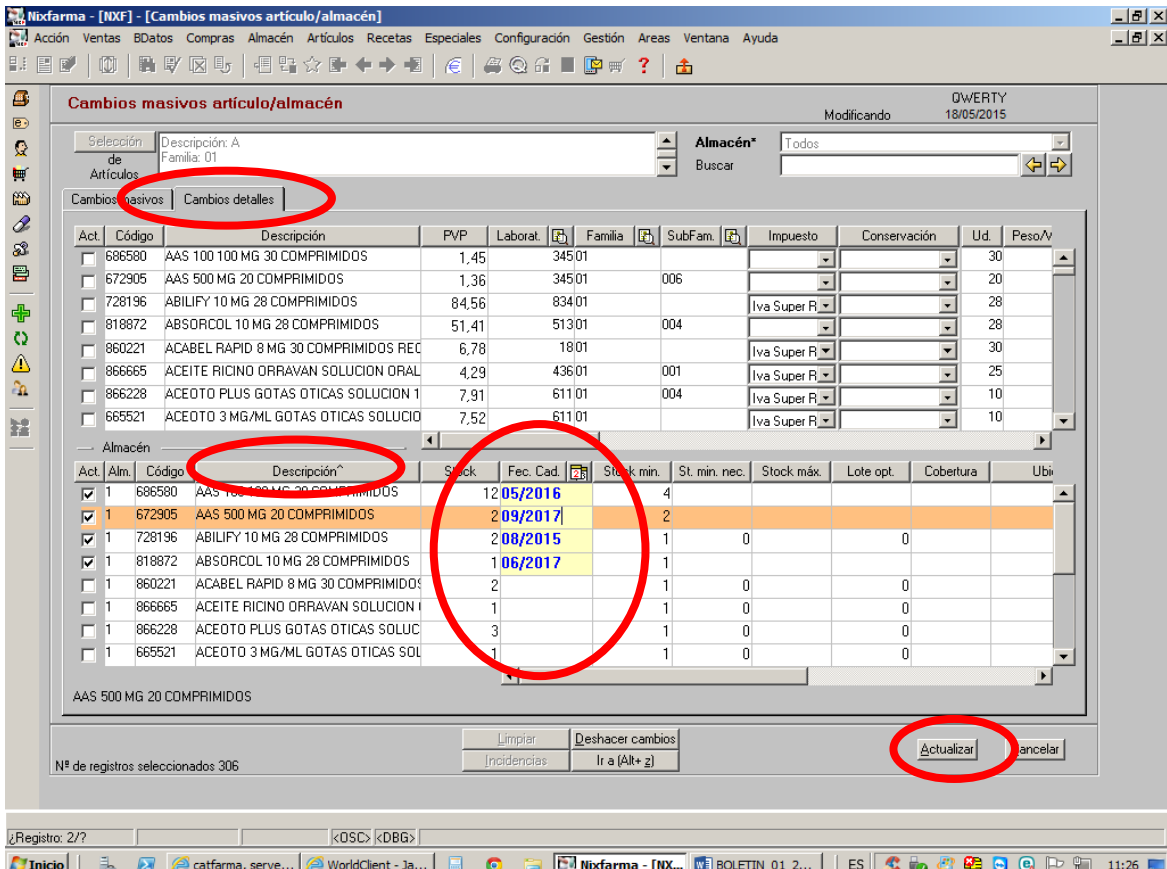 Nixfarma - [NXF] - [Cambios masivos artículo/almacén]
Acción Ventas BDatos Compras Almacén Artículos Recetas Especiales Configuración Gestión Areas Ventana Ayuda
Cambios masivos artículo/almacén
Modificando
QWERTY
18/05/2015
Selección
de
Artículos
Descripción: A
Familia: 01
Almacén* Todos
Buscar
Cambios masivos Cambios detalles
Act. Código Descripción PVP Laborat. Familia SubFam. Impuesto Conservación Ud. Peso/V
686580 AAS 100 100 MG 30 COMPRIMIDOS 1,45 345 01 30
672905 AAS 500 MG 20 COMPRIMIDOS 1,36 345 01 006 20
728196 ABILIFY 10 MG 28 COMPRIMIDOS 84,56 834 01 Iva Super R 28
818872 ABSORCOL 10 MG 28 COMPRIMIDOS 51,41 513 01 004 28
860221 ACABEL RAPID 8 MG 30 COMPRIMIDOS REC 6,78 18 01 Iva Super R 30
866665 ACEITE RICINO ORRAVAN SOLUCION ORAL 4,29 436 01 001 Iva Super R 25
866228 ACEOTO PLUS GOTAS OTICAS SOLUCION 1 7,91 611 01 004 Iva Super R 10
665521 ACEOTO 3 MG/ML GOTAS OTICAS SOLUCIO 7,52 611 01 Iva Super R 10
Almacén
Act. Alm. Código Descripción^ Stock Fec. Cad. Stock min. St. min. nec. Stock máx. Lote opt. Cobertura Ubi
1 686580 AAS 100 100 MG 30 COMPRIMIDOS 12 05/2016 4
1 672905 AAS 500 MG 20 COMPRIMIDOS 2 09/2017 2
1 728196 ABILIFY 10 MG 28 COMPRIMIDOS 2 08/2015 1 0 0
1 818872 ABSORCOL 10 MG 28 COMPRIMIDOS 1 06/2017 1
1 860221 ACABEL RAPID 8 MG 30 COMPRIMIDOS 2 1 0 0
1 866665 ACEITE RICINO ORRAVAN SOLUCION 1 1 0 0
1 866228 ACEOTO PLUS GOTAS OTICAS SOLUC 3 1 0 0
1 665521 ACEOTO 3 MG/ML GOTAS OTICAS SOL 1 1 0 0
AAS 500 MG 20 COMPRIMIDOS
Limpiar Deshacer cambios
Actualizar Cancelar
Nº de registros seleccionados 306 Incidencias Ir a (Alt+ z)
¿Registro: 2/? <OSC> <DBG>
Inicio catfarma, serve... WorldClient - Ja... Nixfarma - [NX... BOLETIN_01_2... ES 11:26